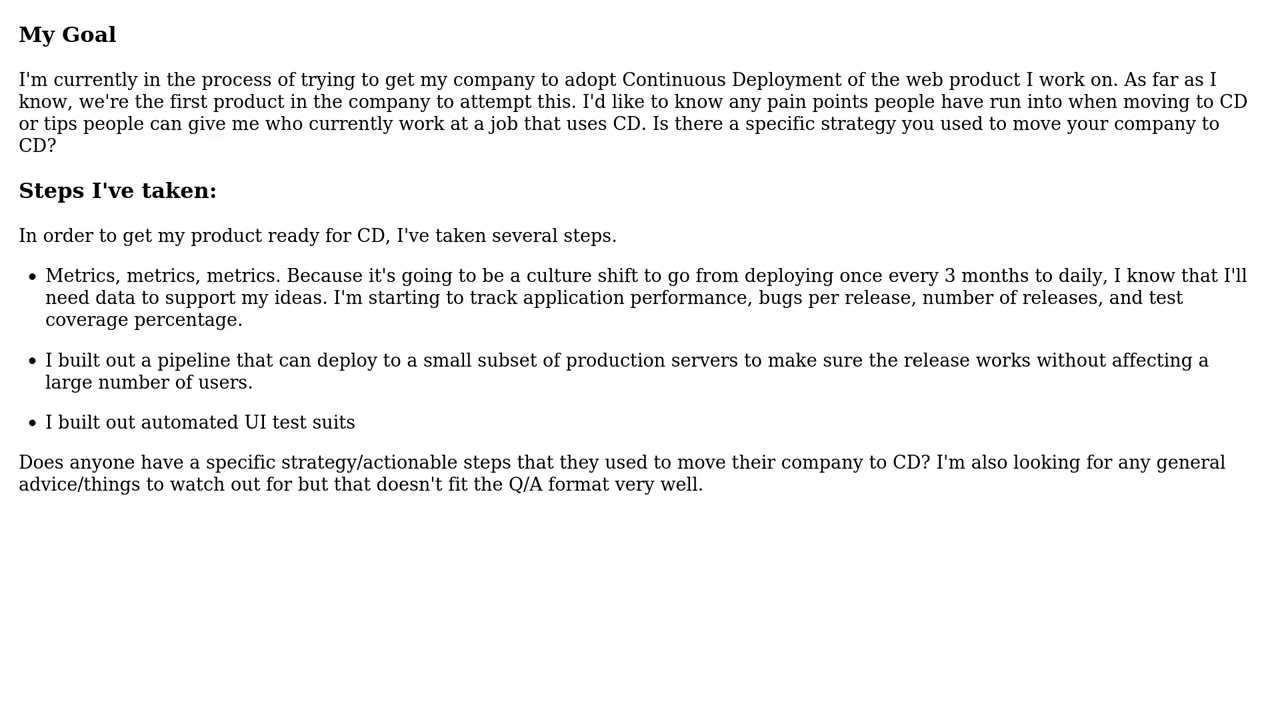 My Goal
I'm currently in the process of trying to get my company to adopt Continuous Deployment of the web product I work on. As far as I
know, we're the first product in the company to attempt this. I'd like to know any pain points people have run into when moving to CD
or tips people can give me who currently work at a job that uses CD. Is there a specific strategy you used to move your company to
CD?
Steps I've taken:
In order to get my product ready for CD, I've taken several steps.
• Metrics, metrics, metrics. Because it's going to be a culture shift to go from deploying once every 3 months to daily, I know that I'll
need data to support my ideas. I'm starting to track application performance, bugs per release, number of releases, and test
coverage percentage.
• I built out a pipeline that can deploy to a small subset of production servers to make sure the release works without affecting a
large number of users.
• I built out automated UI test suits
Does anyone have a specific strategy/actionable steps that they used to move their company to CD? I'm also looking for any general
advice/things to watch out for but that doesn't fit the Q/A format very well.